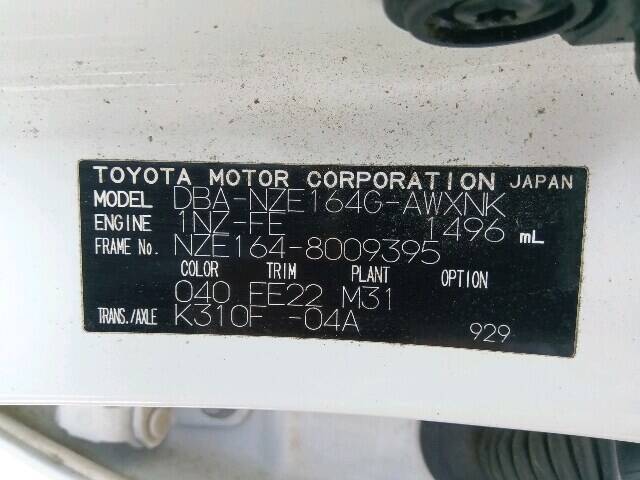 TOYOTA MOTOR CORPORATION JAPAN
MODEL DBA-NZE164G-AWXNK
ENGINE 1NZ-FE 1496 mL
FRAME No. NZE164-8009395
COLOR TRIM PLANT OPTION
040 FE22 M31
TRANS./AXLE K310F -04A 929